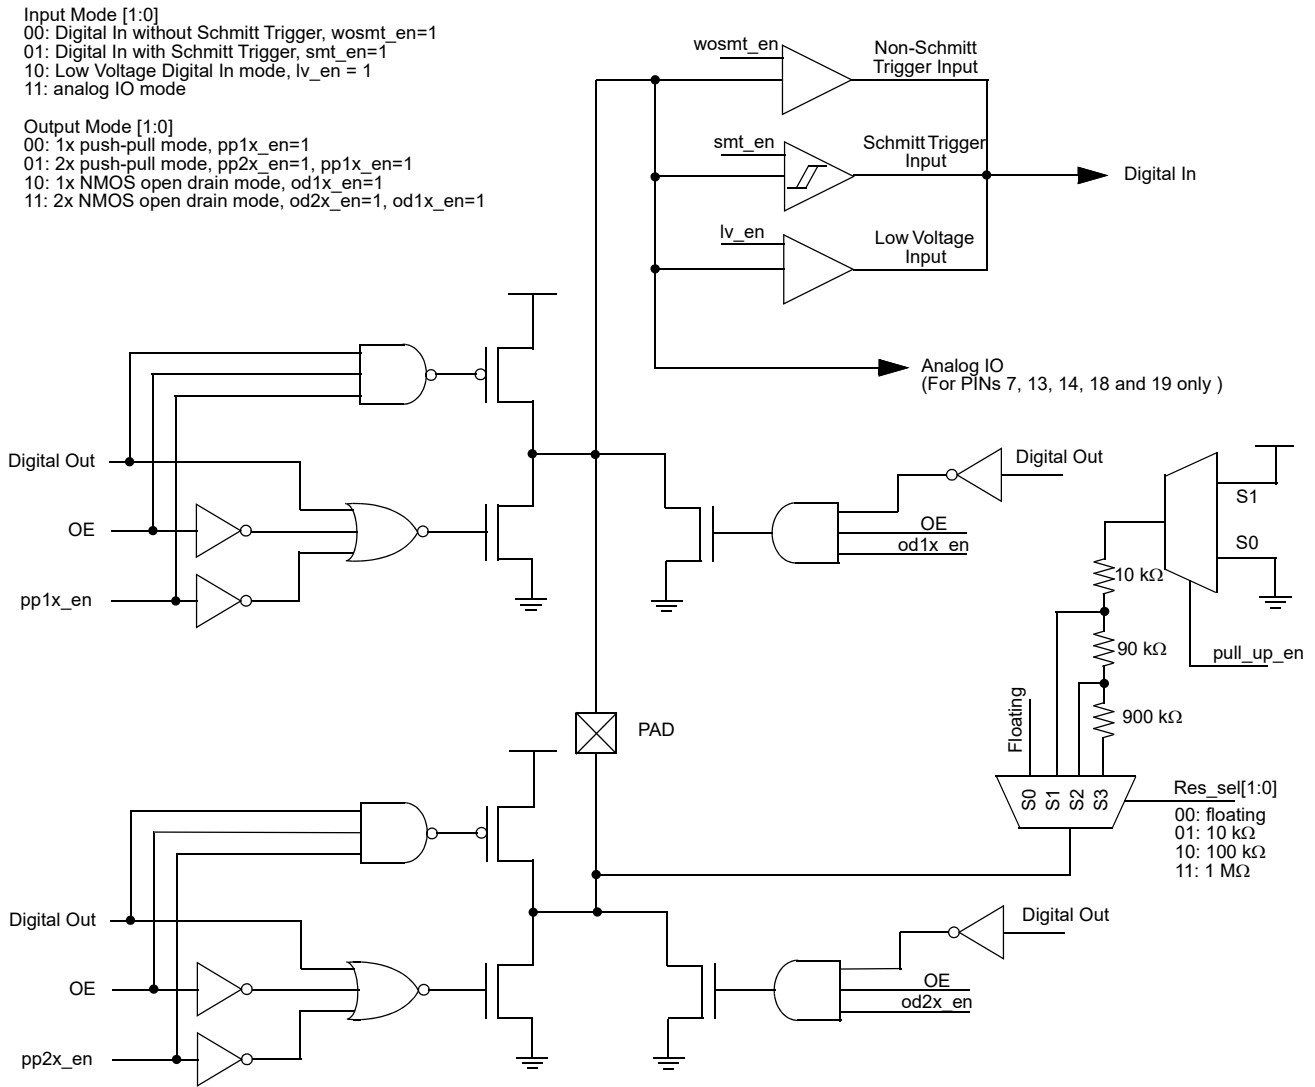 Input Mode [1:0]
00: Digital In without Schmitt Trigger, wosmt_en=1
01: Digital In with Schmitt Trigger, smt_en=1
10: Low Voltage Digital In mode, lv_en = 1
11: analog IO mode
Output Mode [1:0]
00: 1x push-pull mode, pp1x_en=1
01: 2x push-pull mode, pp2x_en=1, pp1x_en=1
10: 1x NMOS open drain mode, od1x_en=1
11: 2x NMOS open drain mode, od2x_en=1, od1x_en=1
wosmt_en
Non-Schmitt
Trigger Input
smt_en
Schmitt Trigger
Input
Digital In
lv_en
Low Voltage
Input
Analog IO
(For PINs 7, 13, 14, 18 and 19 only )
Digital Out
OE
pp1x_en
Digital Out
OE
od1x_en
S1
S0
10 kΩ
90 kΩ
900 kΩ
pull_up_en
Floating
PAD
S0
S1
S2
S3
Res_sel[1:0]
00: floating
01: 10 kΩ
10: 100 kΩ
11: 1 MΩ
Digital Out
OE
pp2x_en
Digital Out
OE
od2x_en